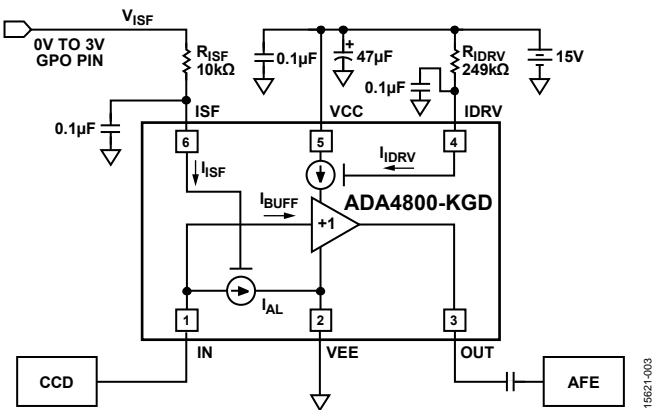 V_ISF
0V TO 3V
GPO PIN
R_ISF
10kΩ
0.1µF
+
47µF
R_IDRV
249kΩ
0.1µF
15V
0.1µF
ISF
VCC
IDRV
6
5
4
I_ISF
I_IDRV
ADA4800-KGD
I_BUFF
+1
I_AL
1
2
3
IN
VEE
OUT
CCD
AFE
15621-003